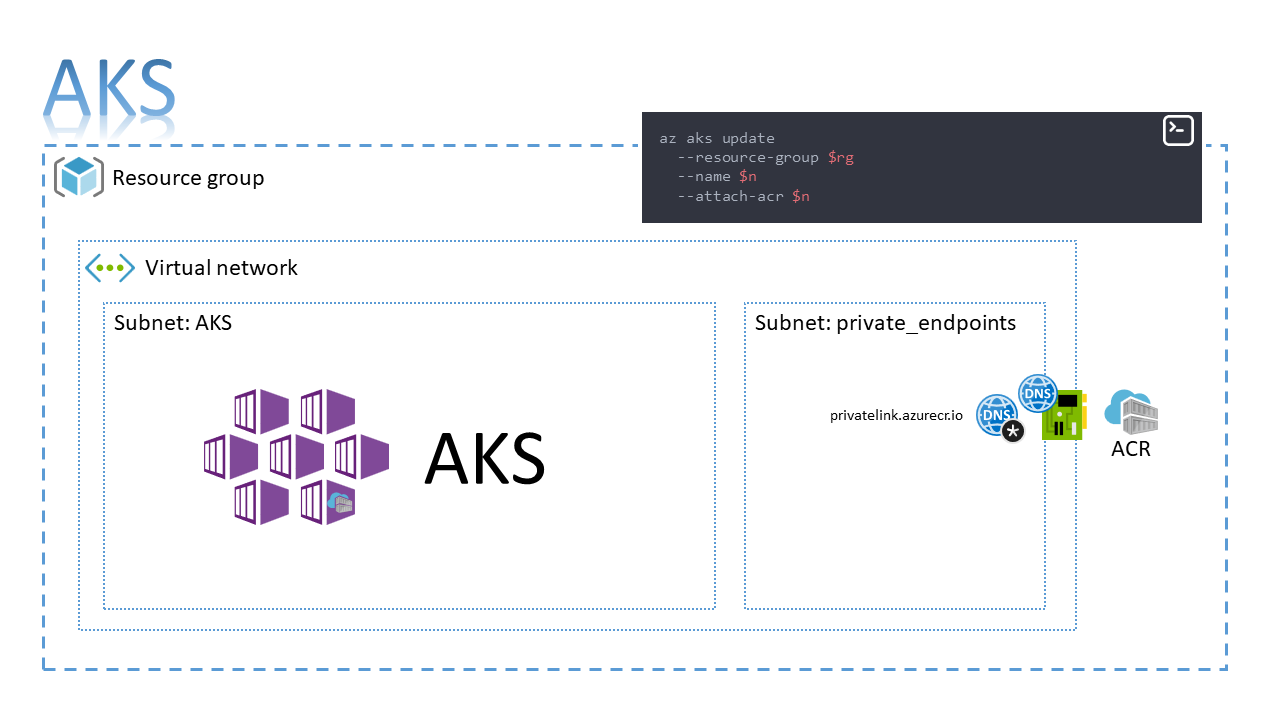 AKS
az aks update
--resource-group $rg
--name $n
--attach-acr $n
Resource group
Virtual network
Subnet: AKS
Subnet: private_endpoints
DNS
privatelink.azurecr.io
DNS
AKS
ACR